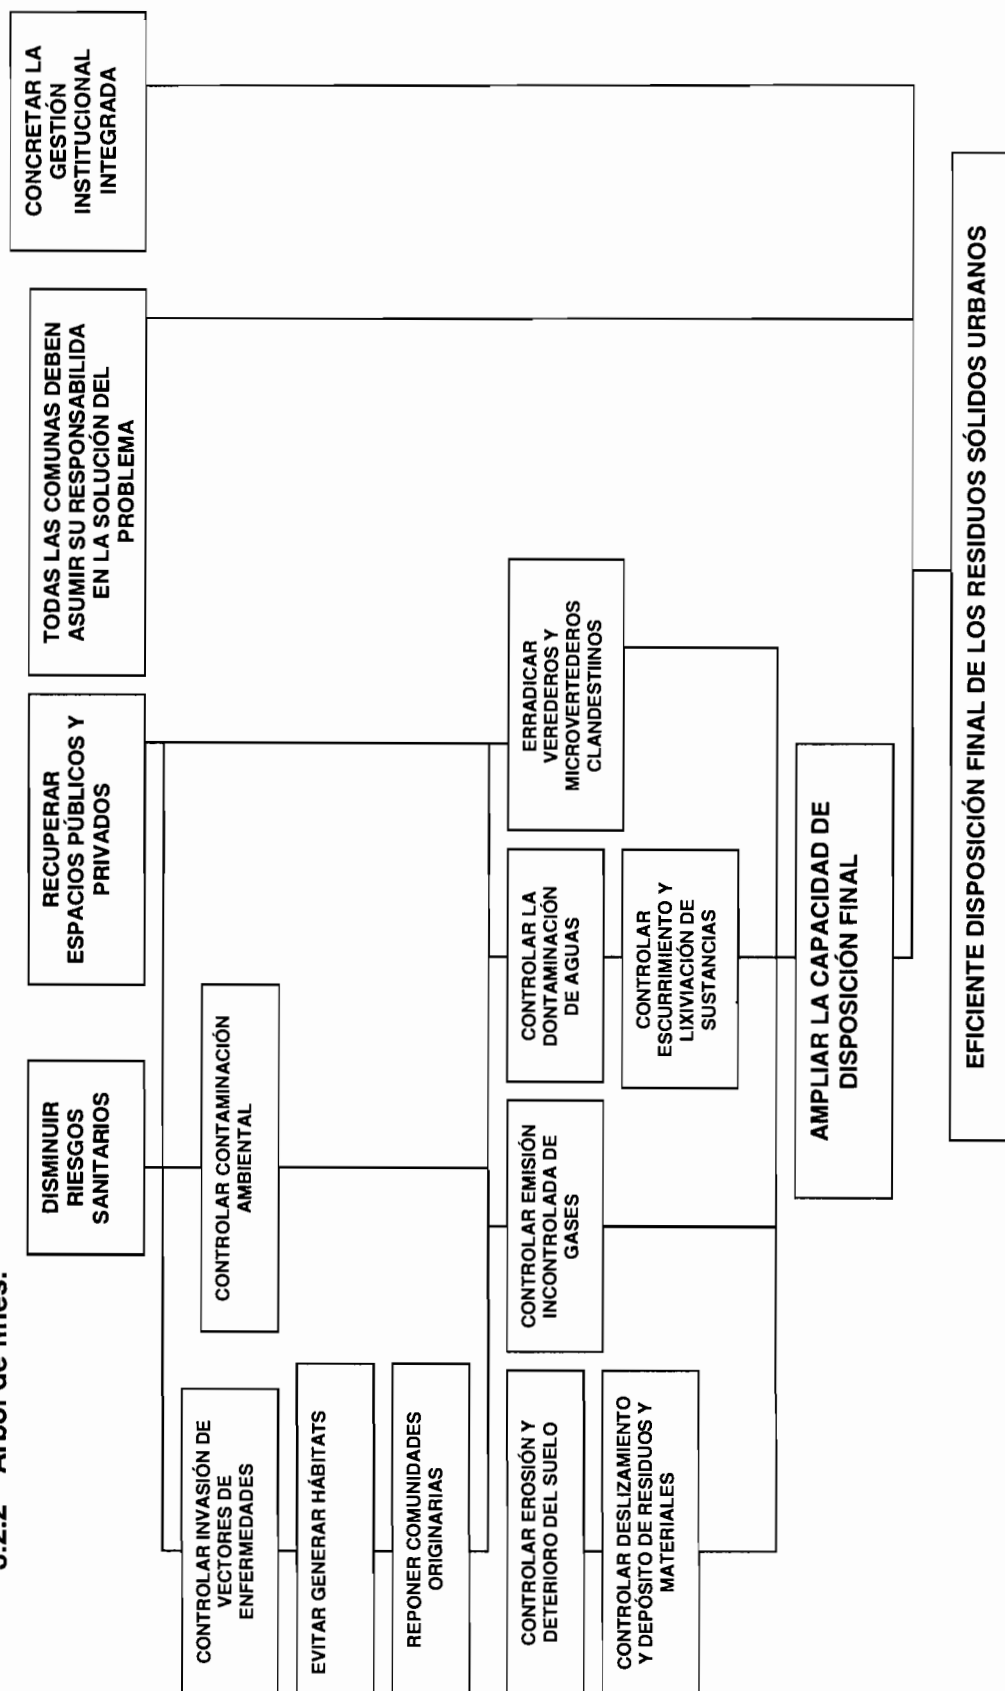 3.2.2 Árbol de fines.
DISMINUIR
RIESGOS
SANITARIOS
RECUPERAR
ESPACIOS PÚBLICOS Y
PRIVADOS
TODAS LAS COMUNAS DEBEN
ASUMIR SU RESPONSABILIDA
EN LA SOLUCIÓN DEL
PROBLEMA
CONCRETAR LA
GESTIÓN
INSTITUCIONAL
INTEGRADA
CONTROLAR INVASIÓN DE
VECTORES DE
ENFERMEDADES
CONTROLAR CONTAMINACIÓN
AMBIENTAL
EVITAR GENERAR HÁBITATS
REPONER COMUNIDADES
ORIGINARIAS
CONTROLAR EROSIÓN Y
DETERIORO DEL SUELO
CONTROLAR EMISIÓN
INCONTROLADA DE
GASES
CONTROLAR LA
DONTAMINACIÓN
DE AGUAS
ERRADICAR
VEREDEROS Y
MICROVERTEDEROS
CLANDESTIINOS
CONTROLAR DESLIZAMIENTO
Y DEPÓSITO DE RESIDUOS Y
MATERIALES
CONTROLAR
ESCURRIMIENTO Y
LIXIVIACIÓN DE
SUSTANCIAS
AMPLIAR LA CAPACIDAD DE
DISPOSICIÓN FINAL
EFICIENTE DISPOSICIÓN FINAL DE LOS RESIDUOS SÓLIDOS URBANOS